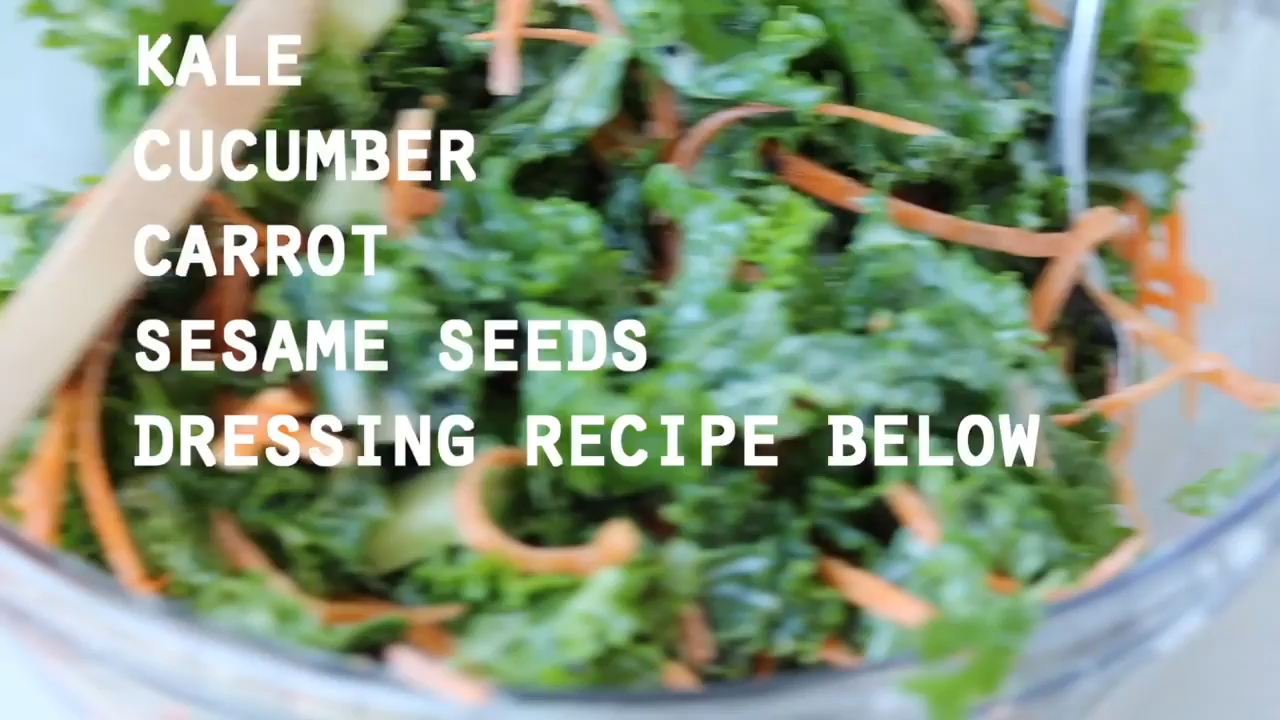 KALE
CUCUMBER
CARROT
SESAME SEEDS
DRESSING RECIPE BELOW